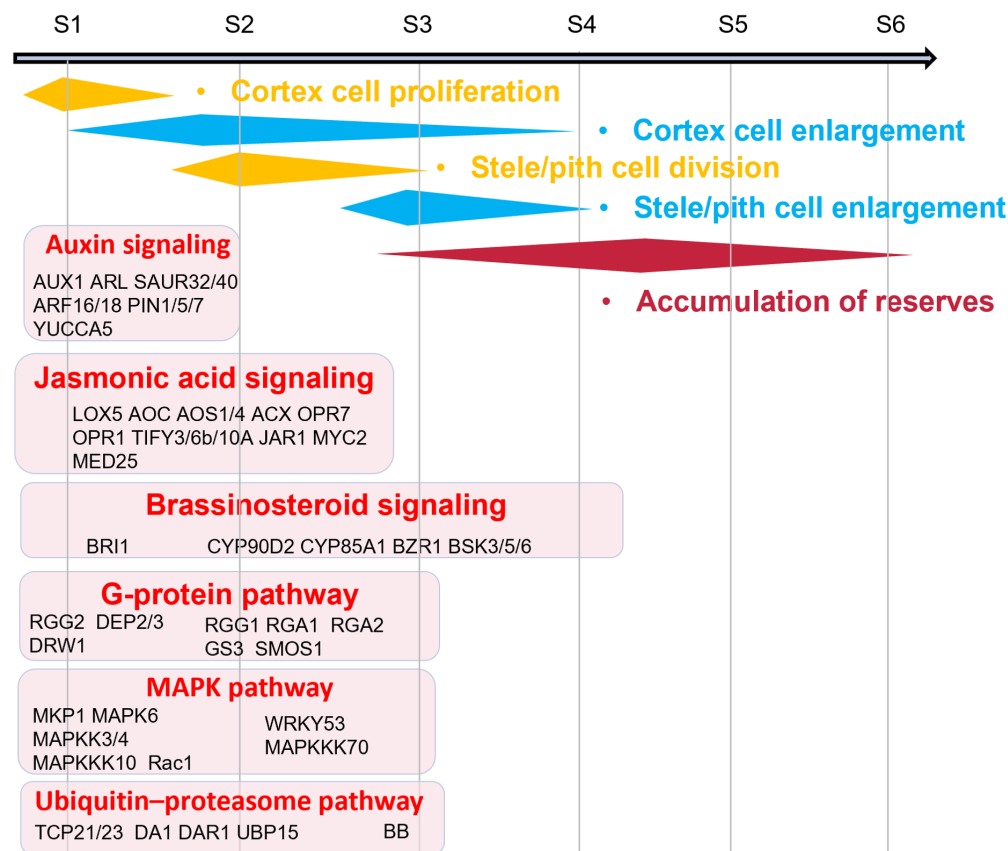 S1 S2 S3 S4 S5 S6
• Cortex cell proliferation
• Cortex cell enlargement
• Stele/pith cell division
• Stele/pith cell enlargement
Auxin signaling
AUX1 ARL SAUR32/40
ARF16/18 PIN1/5/7
YUCCA5
• Accumulation of reserves
Jasmonic acid signaling
LOX5 AOC AOS1/4 ACX OPR7
OPR1 TIFY3/6b/10A JAR1 MYC2
MED25
Brassinosteroid signaling
BRI1 CYP90D2 CYP85A1 BZR1 BSK3/5/6
G-protein pathway
RGG2 DEP2/3
DRW1
RGG1 RGA1 RGA2
GS3 SMOS1
MAPK pathway
MKP1 MAPK6
MAPKK3/4
MAPKKK10 Rac1
WRKY53
MAPKKK70
Ubiquitin–proteasome pathway
TCP21/23 DA1 DAR1 UBP15 BB